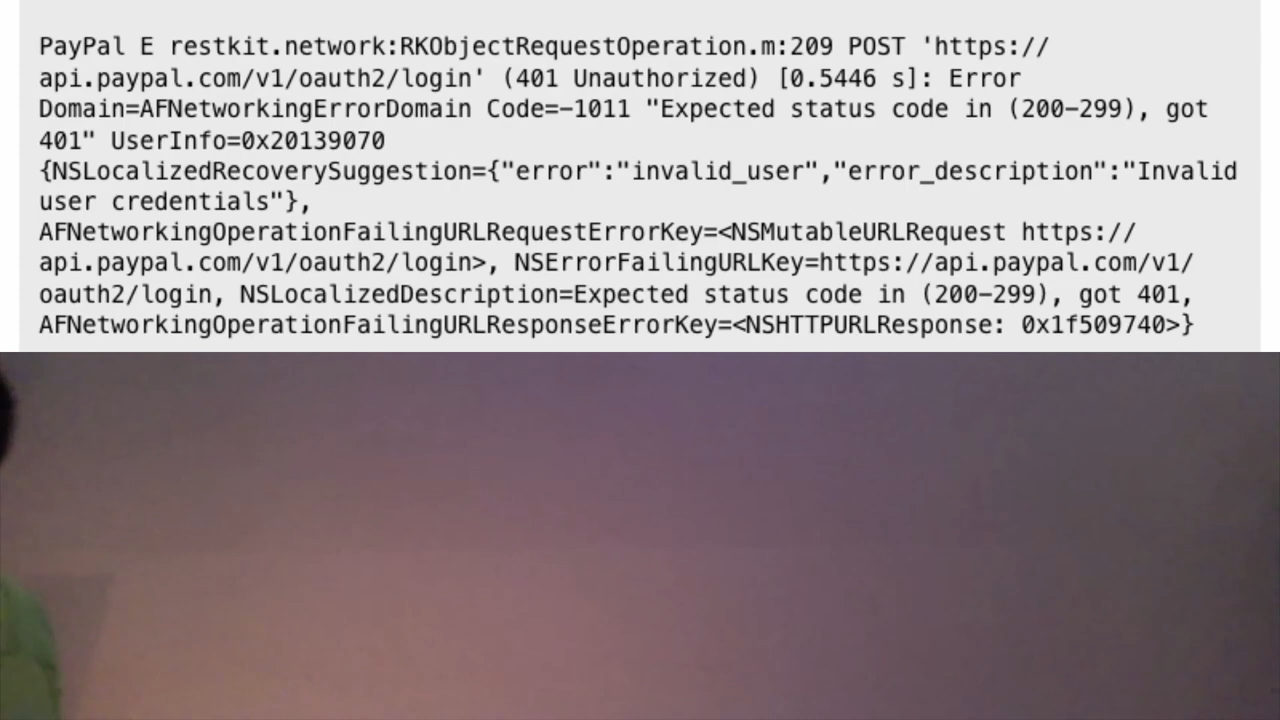 PayPal E restkit.network:RKObjectRequestOperation.m:209 POST 'https://
api.paypal.com/v1/oauth2/login' (401 Unauthorized) [0.5446 s]: Error
Domain=AFNetworkingErrorDomain Code=-1011 "Expected status code in (200-299), got
401" UserInfo=0x20139070
{NSLocalizedRecoverySuggestion={"error":"invalid_user","error_description":"Invalid
user credentials"},
AFNetworkingOperationFailingURLRequestErrorKey=<NSMutableURLRequest https://
api.paypal.com/v1/oauth2/login>, NSErrorFailingURLKey=https://api.paypal.com/v1/
oauth2/login, NSLocalizedDescription=Expected status code in (200-299), got 401,
AFNetworkingOperationFailingURLResponseErrorKey=<NSHTTPURLResponse: 0x1f509740>}